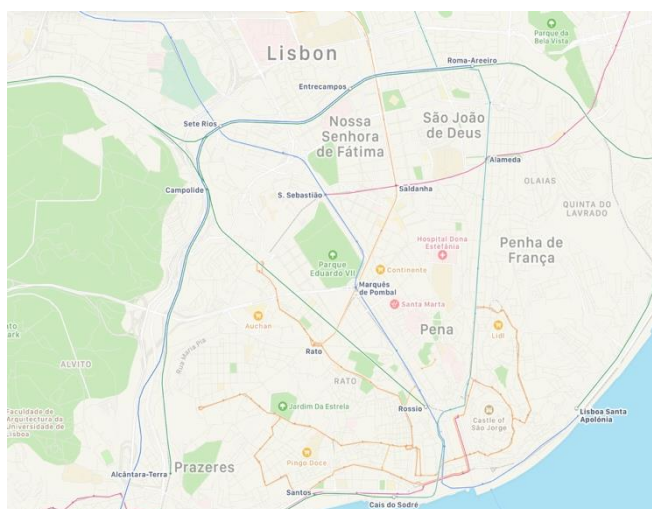 Parque da
Bela Vista
Lisbon
Roma-Areeiro
Entrecampos
Sete Rios
Nossa
Senhora
de Fátima
São João
de Deus
Alameda
Campolide
S. Sebastião
Saldanha
OLAIAS
QUINTA DO
LAVRADO
Hospital Dona
Estefânia
Penha de
França
Parque
Eduardo VII
Continente
Marquês
de Pombal
Santa Marta
Auchan
Lidl
Pena
Rua Maria Pia
Rato
ALVITO
RATO
Jardim Da Estrela
Rossio
Castle of
São Jorge
Lisboa Santa
Apolónia
Faculdade de
Arquitectura da
Universidade de
Lisboa
Pingo Doce
Prazeres
Alcântara-Terra
Santos
Cais do Sodré